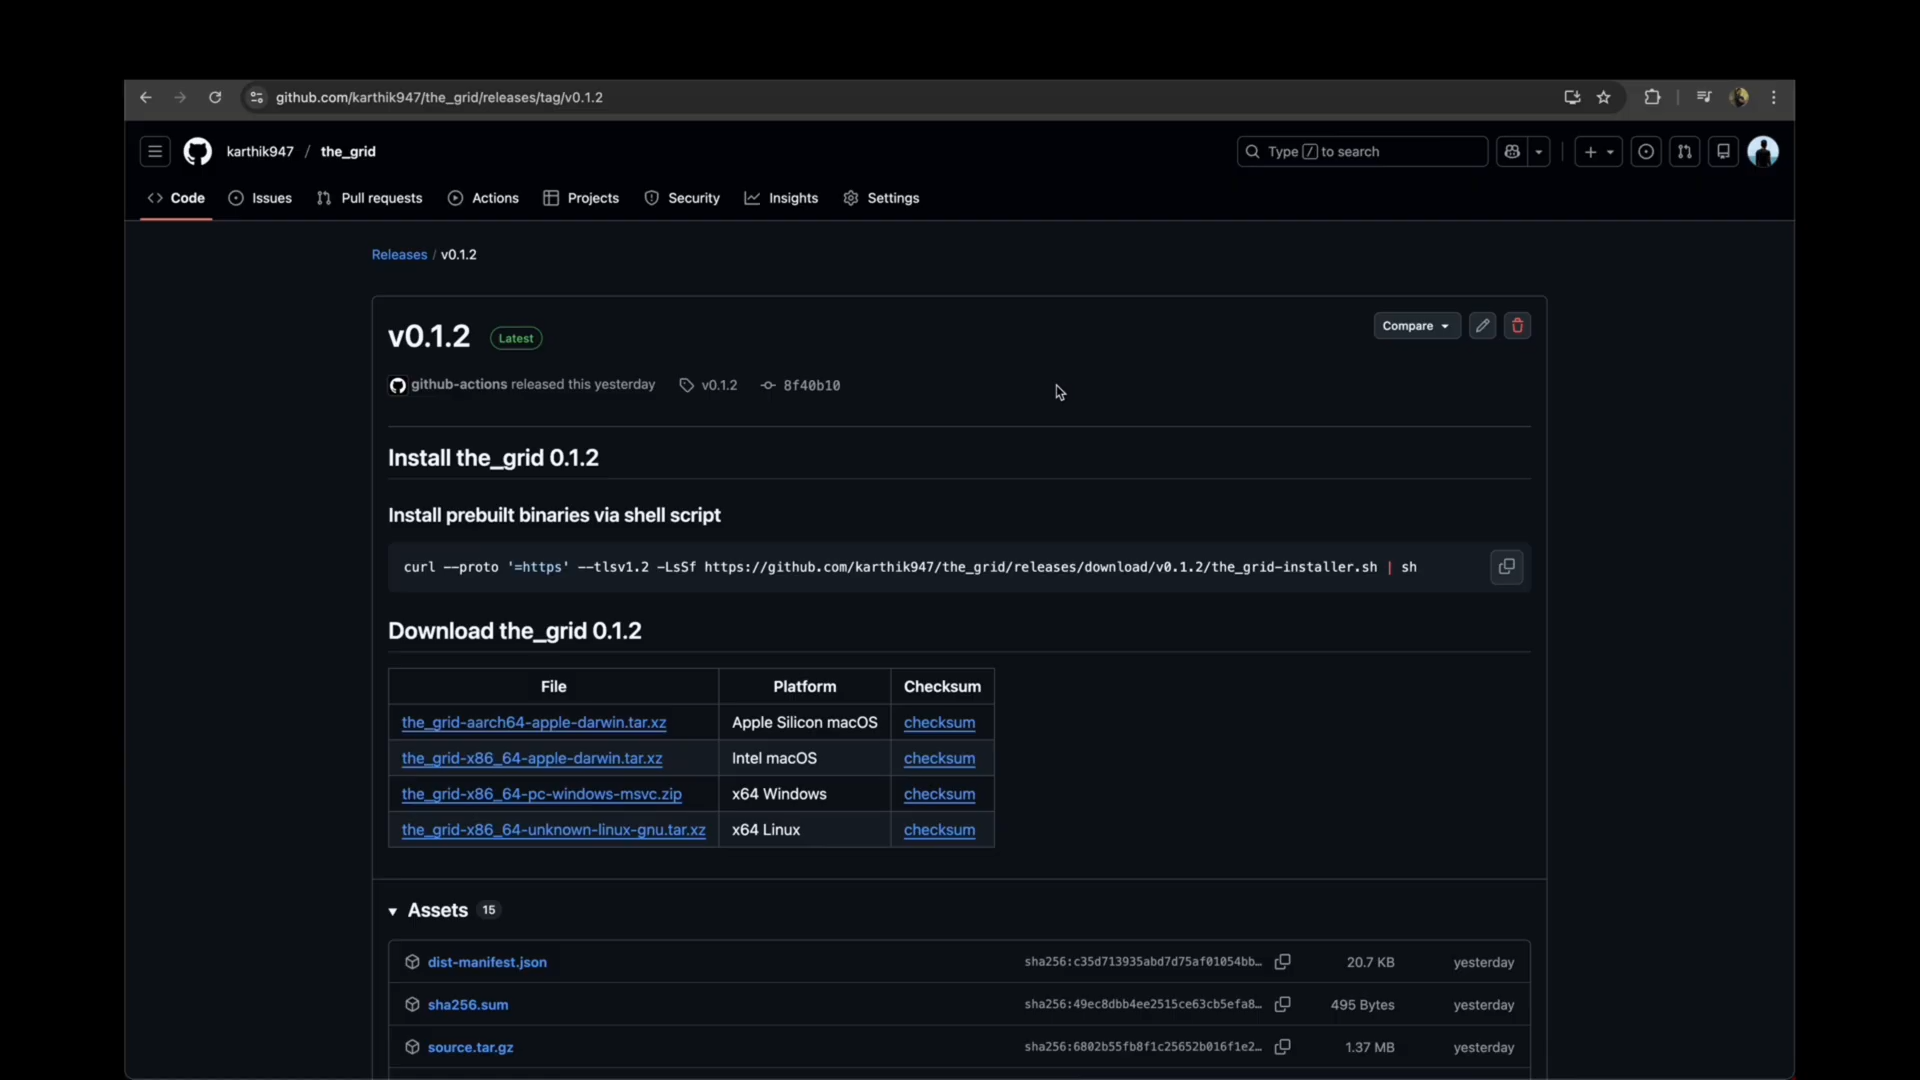 github.com/karthik947/the_grid/releases/tag/v0.1.2
karthik947 / the_grid
Type / to search
Code Issues Pull requests Actions Projects Security Insights Settings
Releases / v0.1.2
v0.1.2 Latest
Compare
github-actions released this yesterday v0.1.2 8f40b10
Install the_grid 0.1.2
Install prebuilt binaries via shell script
curl --proto '=https' --tlsv1.2 -LsSf https://github.com/karthik947/the_grid/releases/download/v0.1.2/the_grid-installer.sh | sh
Download the_grid 0.1.2
File Platform Checksum
the_grid-aarch64-apple-darwin.tar.xz Apple Silicon macOS checksum
the_grid-x86_64-apple-darwin.tar.xz Intel macOS checksum
the_grid-x86_64-pc-windows-msvc.zip x64 Windows checksum
the_grid-x86_64-unknown-linux-gnu.tar.xz x64 Linux checksum
Assets 15
dist-manifest.json sha256:c35d713935abd7d75af01054bb… 20.7 KB yesterday
sha256.sum sha256:49ec8dbb4ee2515ce63cb5efa8… 495 Bytes yesterday
source.tar.gz sha256:6802b55fb8f1c25652b016f1e2… 1.37 MB yesterday